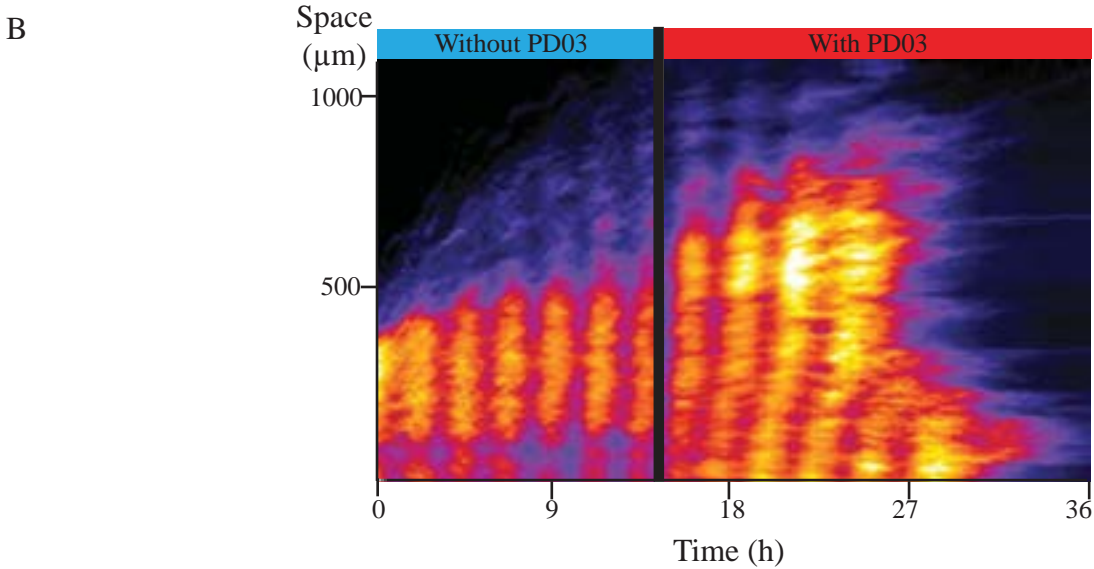 B
Space
(µm)
Without PD03
With PD03
1000
500
0
9
18
27
36
Time (h)